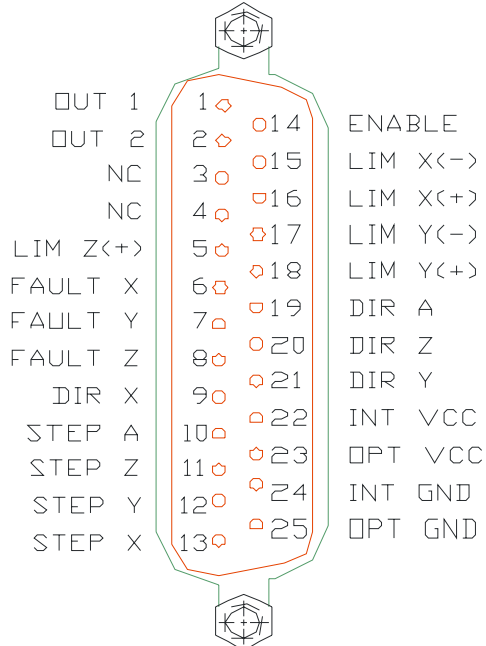 OUT 1 1
14 ENABLE
OUT 2 2
15 LIM X(-)
NC 3
16 LIM X(+)
NC 4
17 LIM Y(-)
LIM Z(+) 5
18 LIM Y(+)
FAULT X 6
19 DIR A
FAULT Y 7
20 DIR Z
FAULT Z 8
21 DIR Y
DIR X 9
22 INT VCC
STEP A 10
23 OPT VCC
STEP Z 11
24 INT GND
STEP Y 12
25 OPT GND
STEP X 13